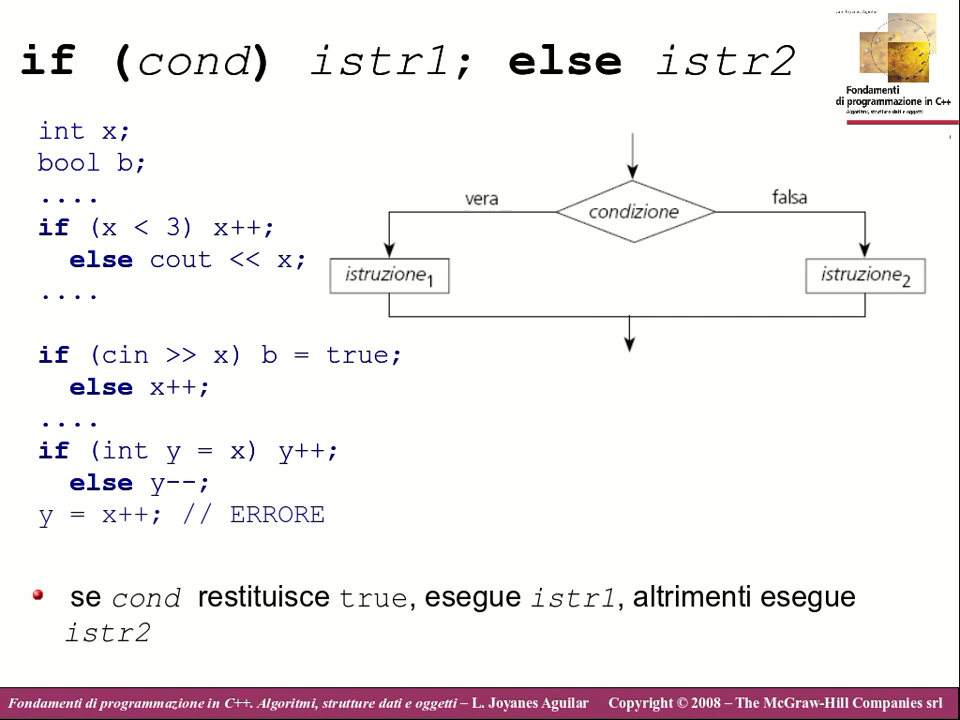 if (cond) istr1; else istr2
Fondamenti
di programmazione in C++
Algoritmi, strutture dati e oggetti
int x;
bool b;
....
if (x < 3) x++;
else cout << x;
....
vera
condizione
falsa
istruzione1
istruzione2
if (cin >> x) b = true;
else x++;
....
if (int y = x) y++;
else y--;
y = x++; // ERRORE
se cond restituisce true, esegue istr1, altrimenti esegue
istr2
Fondamenti di programmazione in C++. Algoritmi, strutture dati e oggetti – L. Joyanes Aguilar Copyright © 2008 – The McGraw-Hill Companies srl